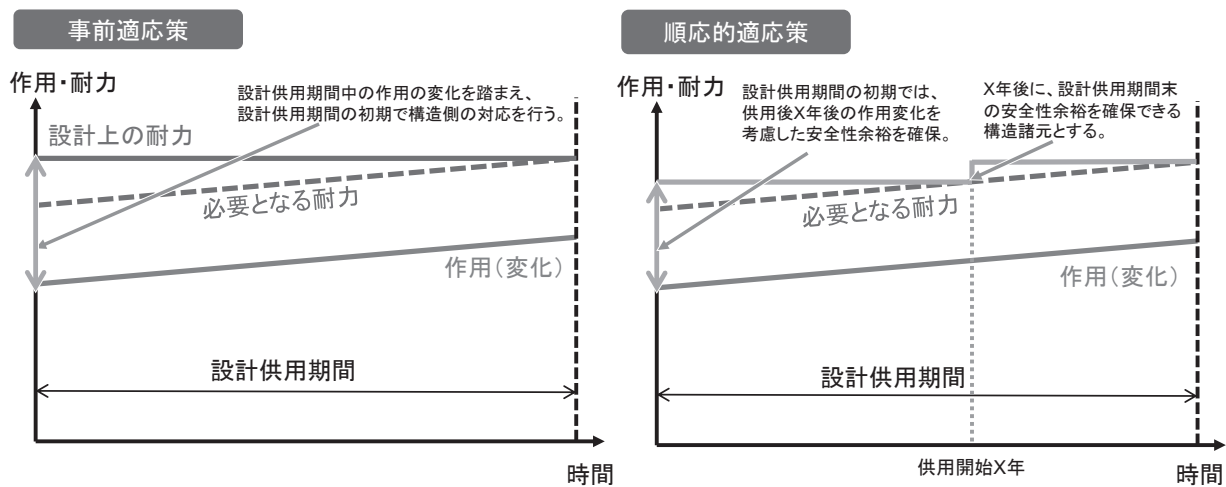 事前適応策
作用・耐力
設計供用期間中の作用の変化を踏まえ、
設計供用期間の初期で構造側の対応を行う。
設計上の耐力
必要となる耐力
作用(変化)
設計供用期間
時間
順応的適応策
作用・耐力
設計供用期間の初期では、
供用後X年後の作用変化を
考慮した安全性余裕を確保。
X年後に、設計供用期間末
の安全性余裕を確保できる
構造諸元とする。
必要となる耐力
作用(変化)
設計供用期間
供用開始X年
時間